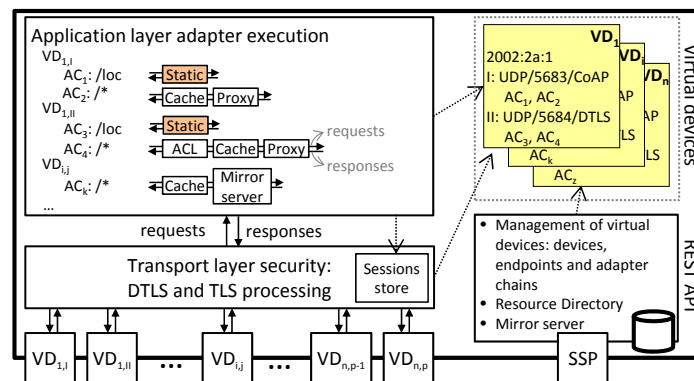 Application layer adapter execution
VD1,I
AC1: /loc
Static
AC2: /*
Cache
Proxy
VD1,II
AC3: /loc
Static
AC4: /*
ACL
Cache
Proxy
requests
responses
VDi,j
ACk: /*
Cache
Mirror
server
...
requests
responses
Transport layer security:
DTLS and TLS processing
Sessions
store
VD1,I
VD1,II
...
VDi,j
...
VDn,p-1
VDn,p
SSP
VD1
2002:2a:1
I: UDP/5683/CoAP
AC1, AC2
II: UDP/5684/DTLS
AC3, AC4
VDi
AP
TLS
ACk
VDn
AP
TLS
ACz
Virtual devices
• Management of virtual
devices: devices,
endpoints and adapter
chains
• Resource Directory
• Mirror server
REST API